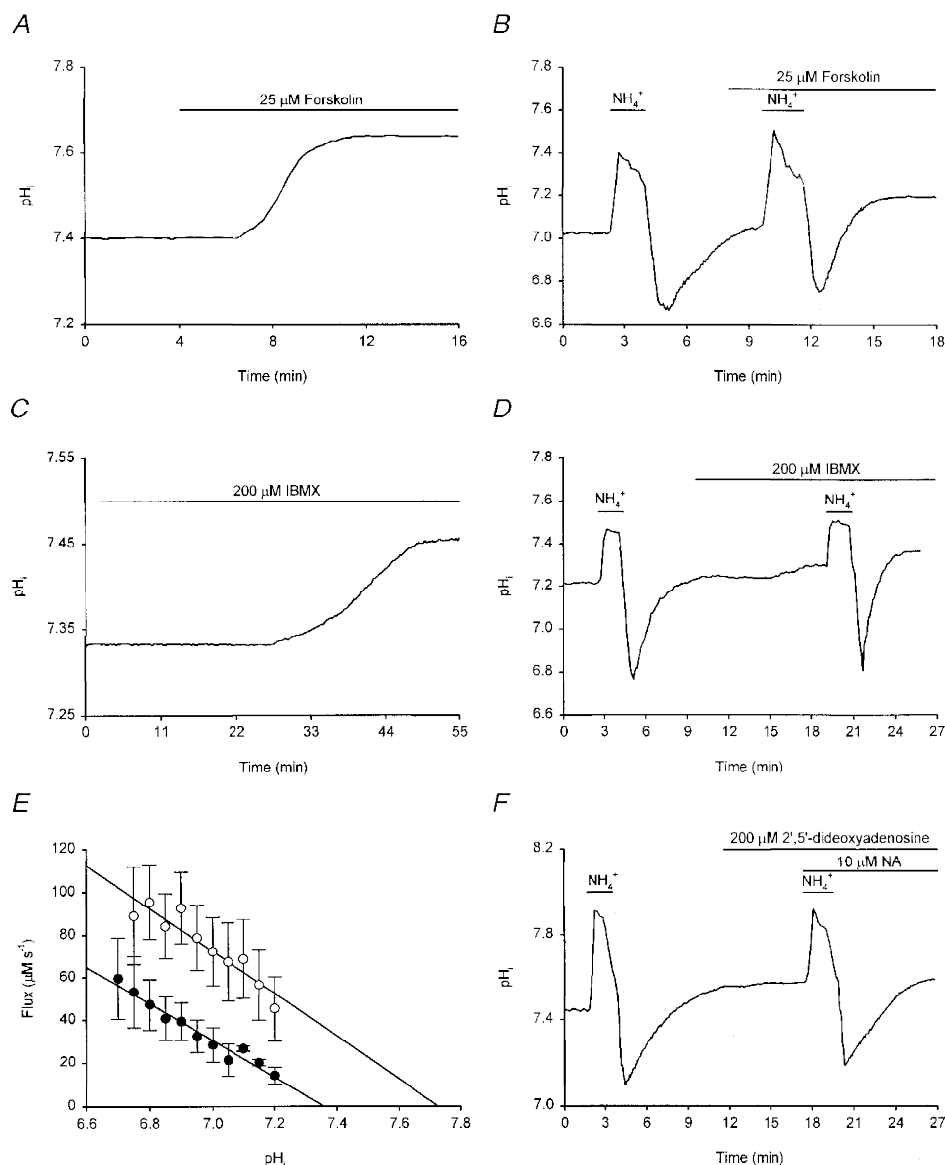 A
7.8
25 μM Forskolin
7.6
pHi
7.4
7.2
0 4 8 12 16
Time (min)
B
7.8
25 μM Forskolin
7.6
NH4+ NH4+
7.4
pHi
7.2
7.0
6.8
6.6
0 3 6 9 12 15 18
Time (min)
C
7.55
200 μM IBMX
7.45
pHi
7.35
7.25
0 11 22 33 44 55
Time (min)
D
7.8
200 μM IBMX
7.6
NH4+ NH4+
7.4
pHi
7.2
7.0
6.8
6.6
0 3 6 9 12 15 18 21 24 27
Time (min)
E
120
100
80
Flux (μM s-1)
60
40
20
0
6.6 6.8 7.0 7.2 7.4 7.6 7.8
pHi
F
8.2
200 μM 2',5'-dideoxyadenosine
10 μM NA
NH4+ NH4+
7.8
pHi
7.4
7.0
0 3 6 9 12 15 18 21 24 27
Time (min)